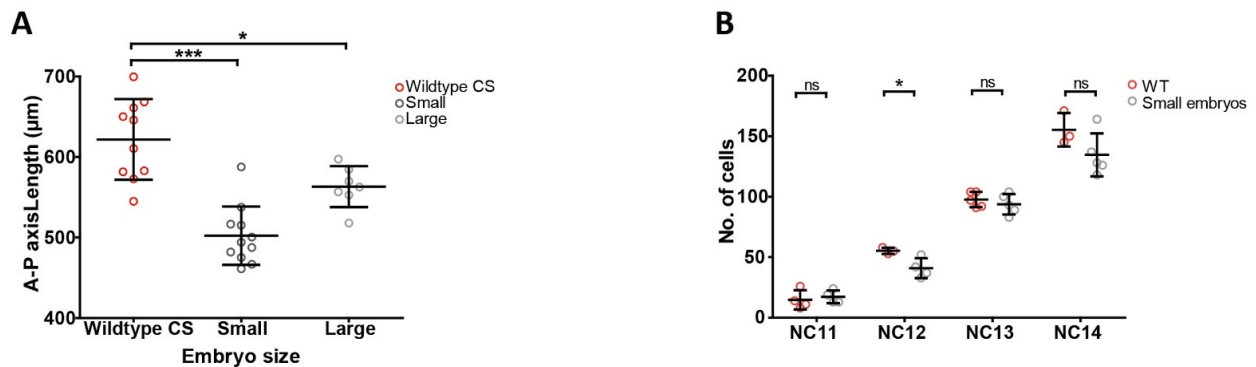 A
A-P axisLength (μm)
700
600
500
400
*
***
Wildtype CS
Small
Large
Wildtype CS Small Large
Embryo size
B
No. of cells
200
150
100
50
0
ns * ns ns
WT
Small embryos
NC11 NC12 NC13 NC14